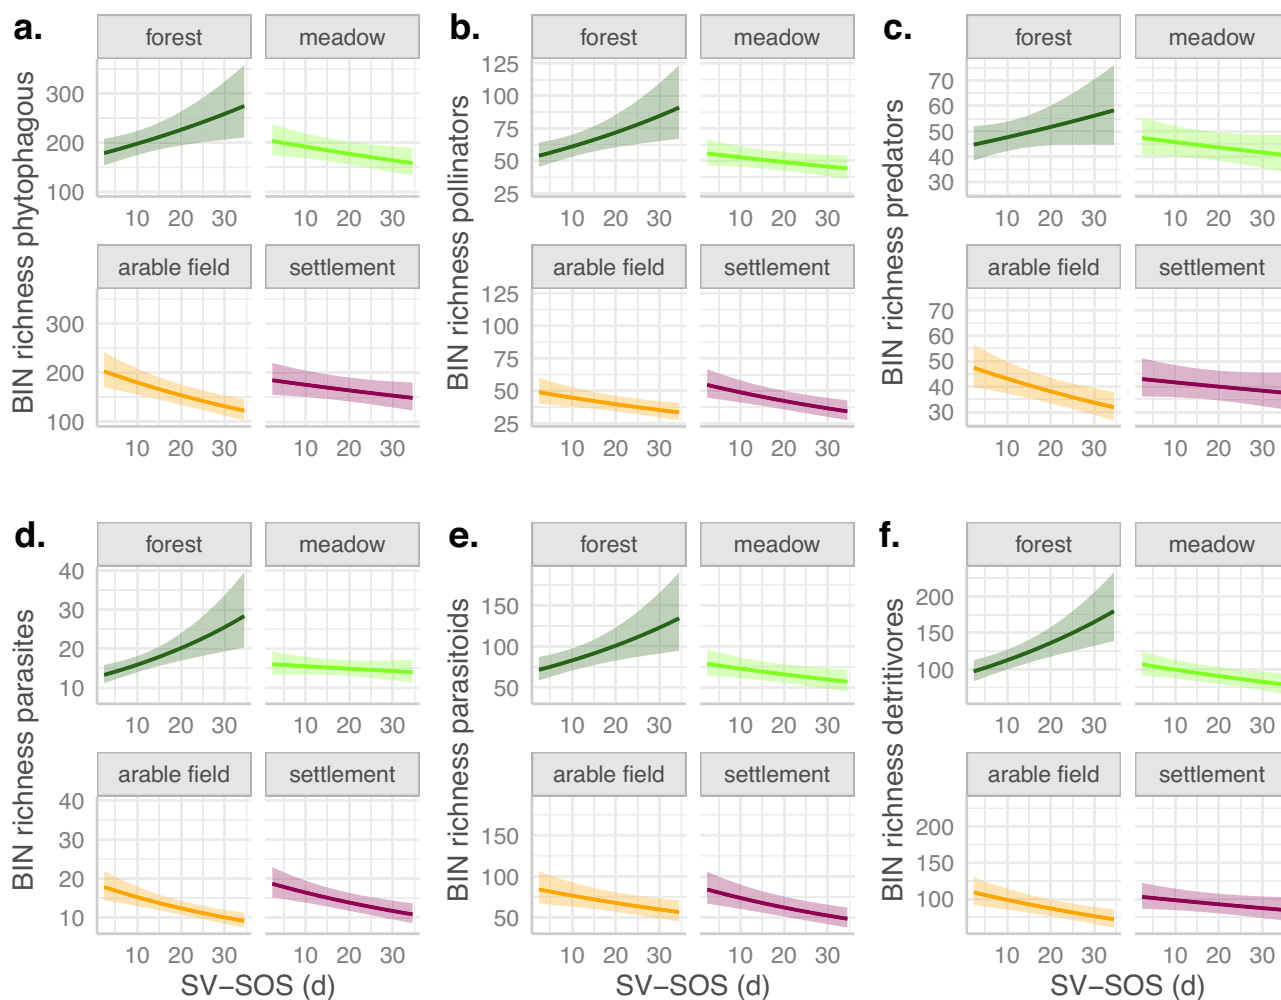 a.
forest
meadow
BIN richness phytophagous
300
200
100
10 20 30
10 20 30
arable field
settlement
300
200
100
10 20 30
10 20 30
b.
forest
meadow
BIN richness pollinators
125
100
75
50
25
10 20 30
10 20 30
arable field
settlement
125
100
75
50
25
10 20 30
10 20 30
c.
forest
meadow
BIN richness predators
70
60
50
40
30
10 20 30
10 20 30
arable field
settlement
70
60
50
40
30
10 20 30
10 20 30
d.
forest
meadow
BIN richness parasites
40
30
20
10
10 20 30
10 20 30
arable field
settlement
40
30
20
10
10 20 30
10 20 30
SV−SOS (d)
e.
forest
meadow
BIN richness parasitoids
150
100
50
10 20 30
10 20 30
arable field
settlement
150
100
50
10 20 30
10 20 30
SV−SOS (d)
f.
forest
meadow
BIN richness detritivores
200
150
100
10 20 30
10 20 30
arable field
settlement
200
150
100
10 20 30
10 20 30
SV−SOS (d)